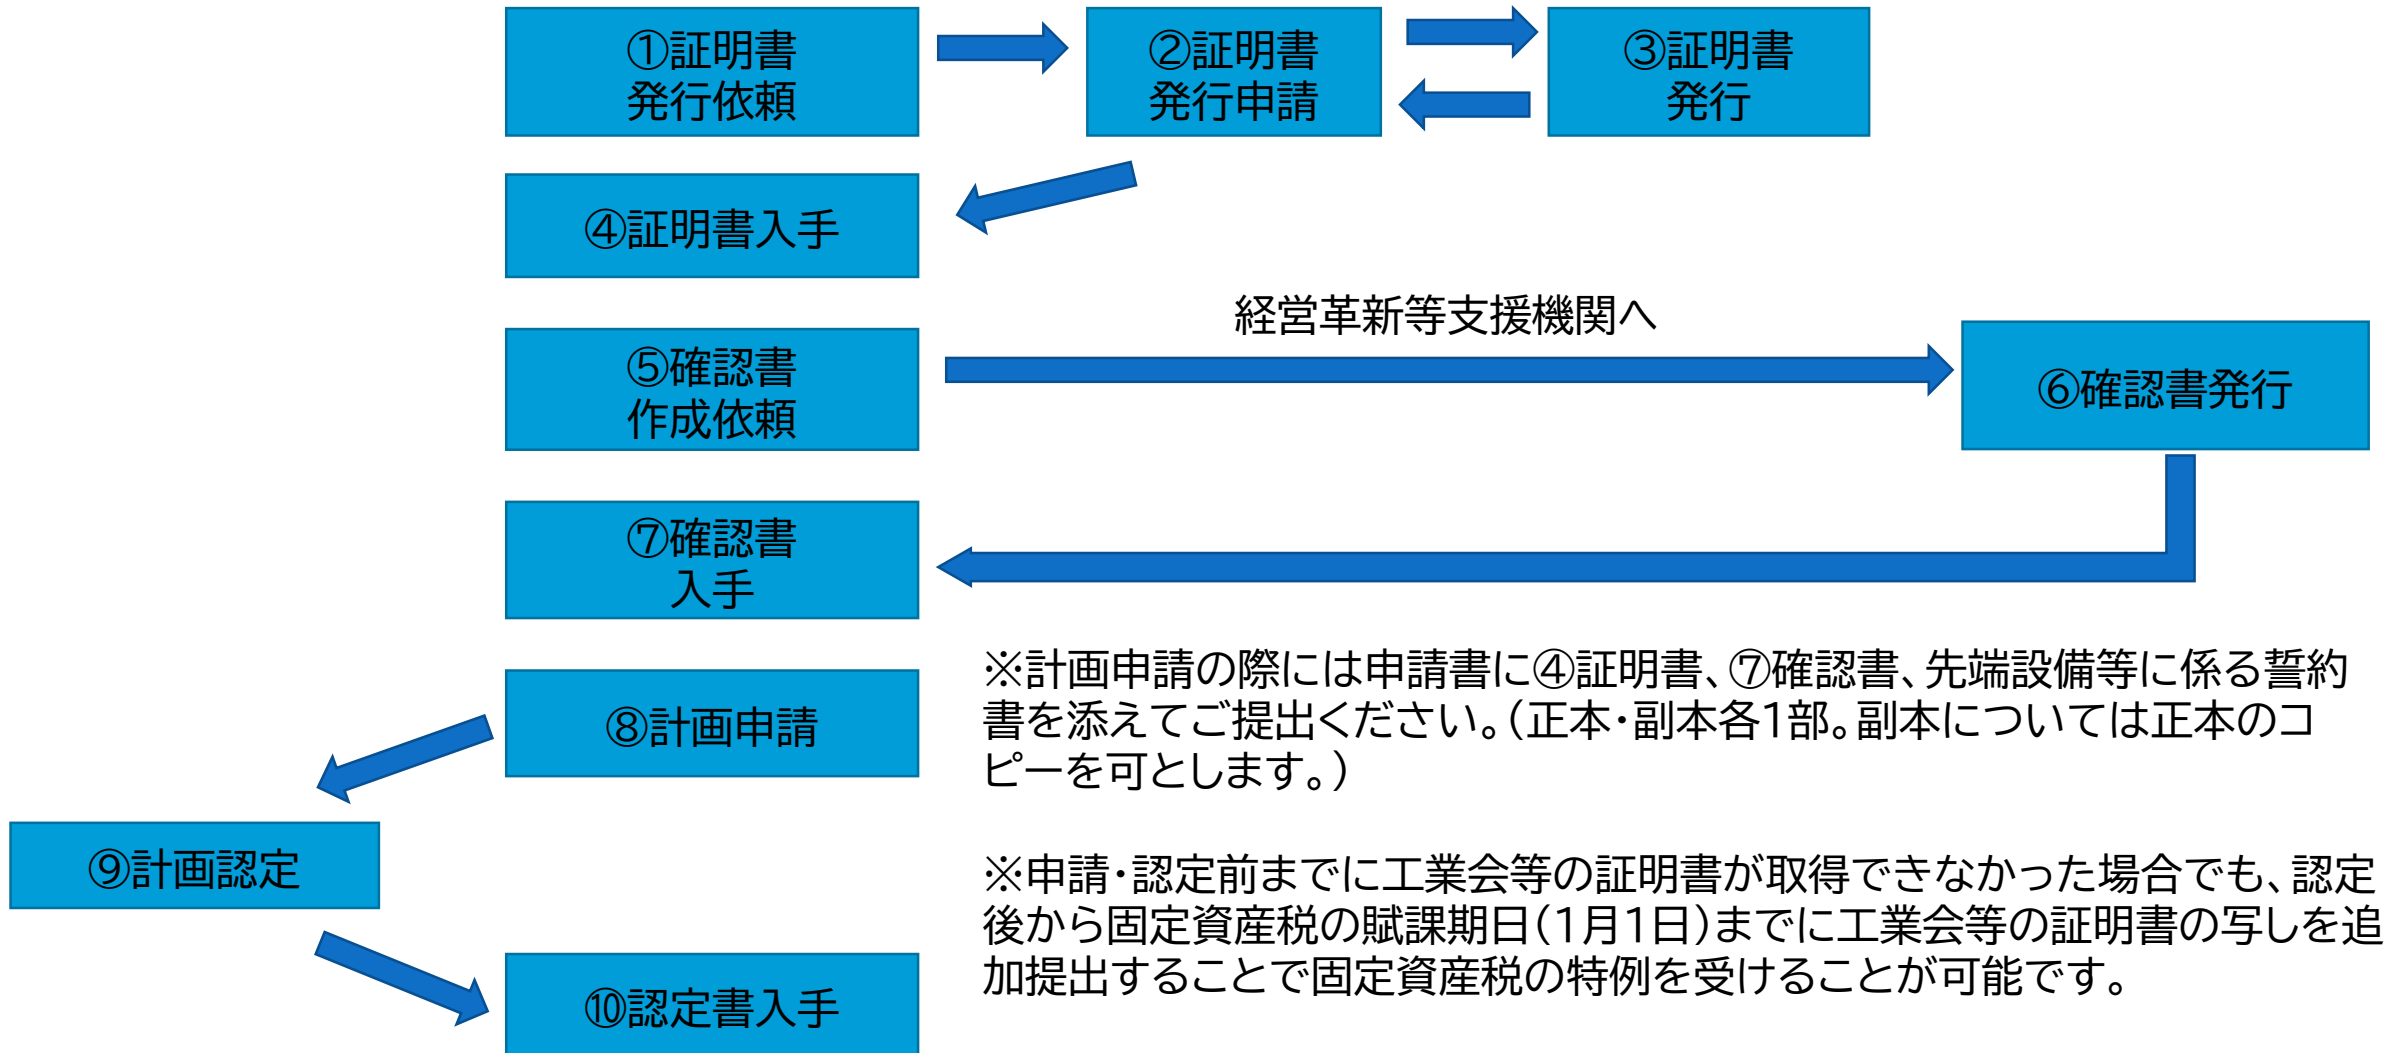 ①証明書
発行依頼
②証明書
発行申請
③証明書
発行
④証明書入手
経営革新等支援機関へ
⑤確認書
作成依頼
⑥確認書発行
⑦確認書
入手
⑧計画申請
※計画申請の際には申請書に④証明書、⑦確認書、先端設備等に係る誓約
書を添えてご提出ください。(正本・副本各1部。副本については正本のコ
ピーを可とします。)
⑨計画認定
※申請・認定前までに工業会等の証明書が取得できなかった場合でも、認定
後から固定資産税の賦課期日(1月1日)までに工業会等の証明書の写しを追
加提出することで固定資産税の特例を受けることが可能です。
⑩認定書入手